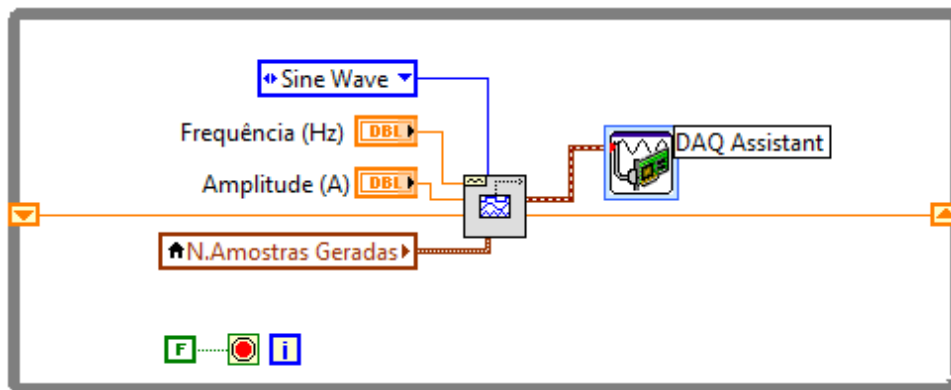 Sine Wave
Frequência (Hz) DBL
DAQ Assistant
Amplitude (A) DBL
N.Amostras Geradas
F i